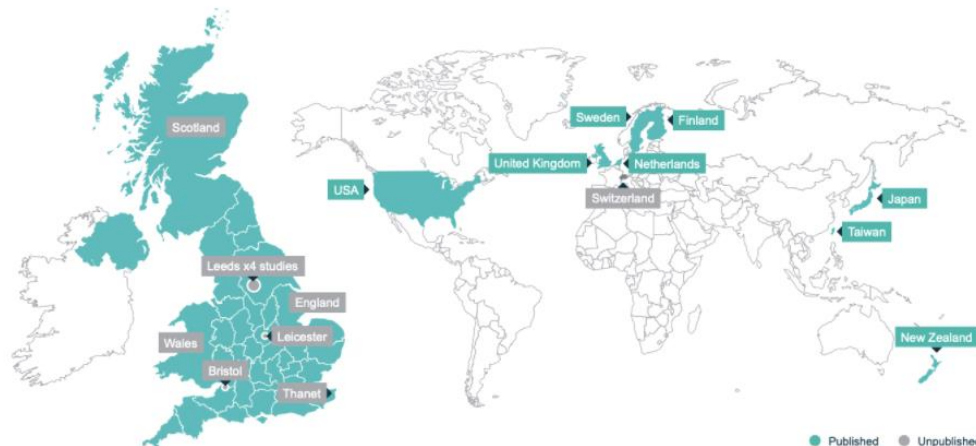 Scotland
Leeds x4 studies
England
Wales
Leicester
Bristol
Thanet
Sweden
Finland
United Kingdom
Netherlands
USA
Switzerland
Japan
Taiwan
New Zealand
Published
Unpublished